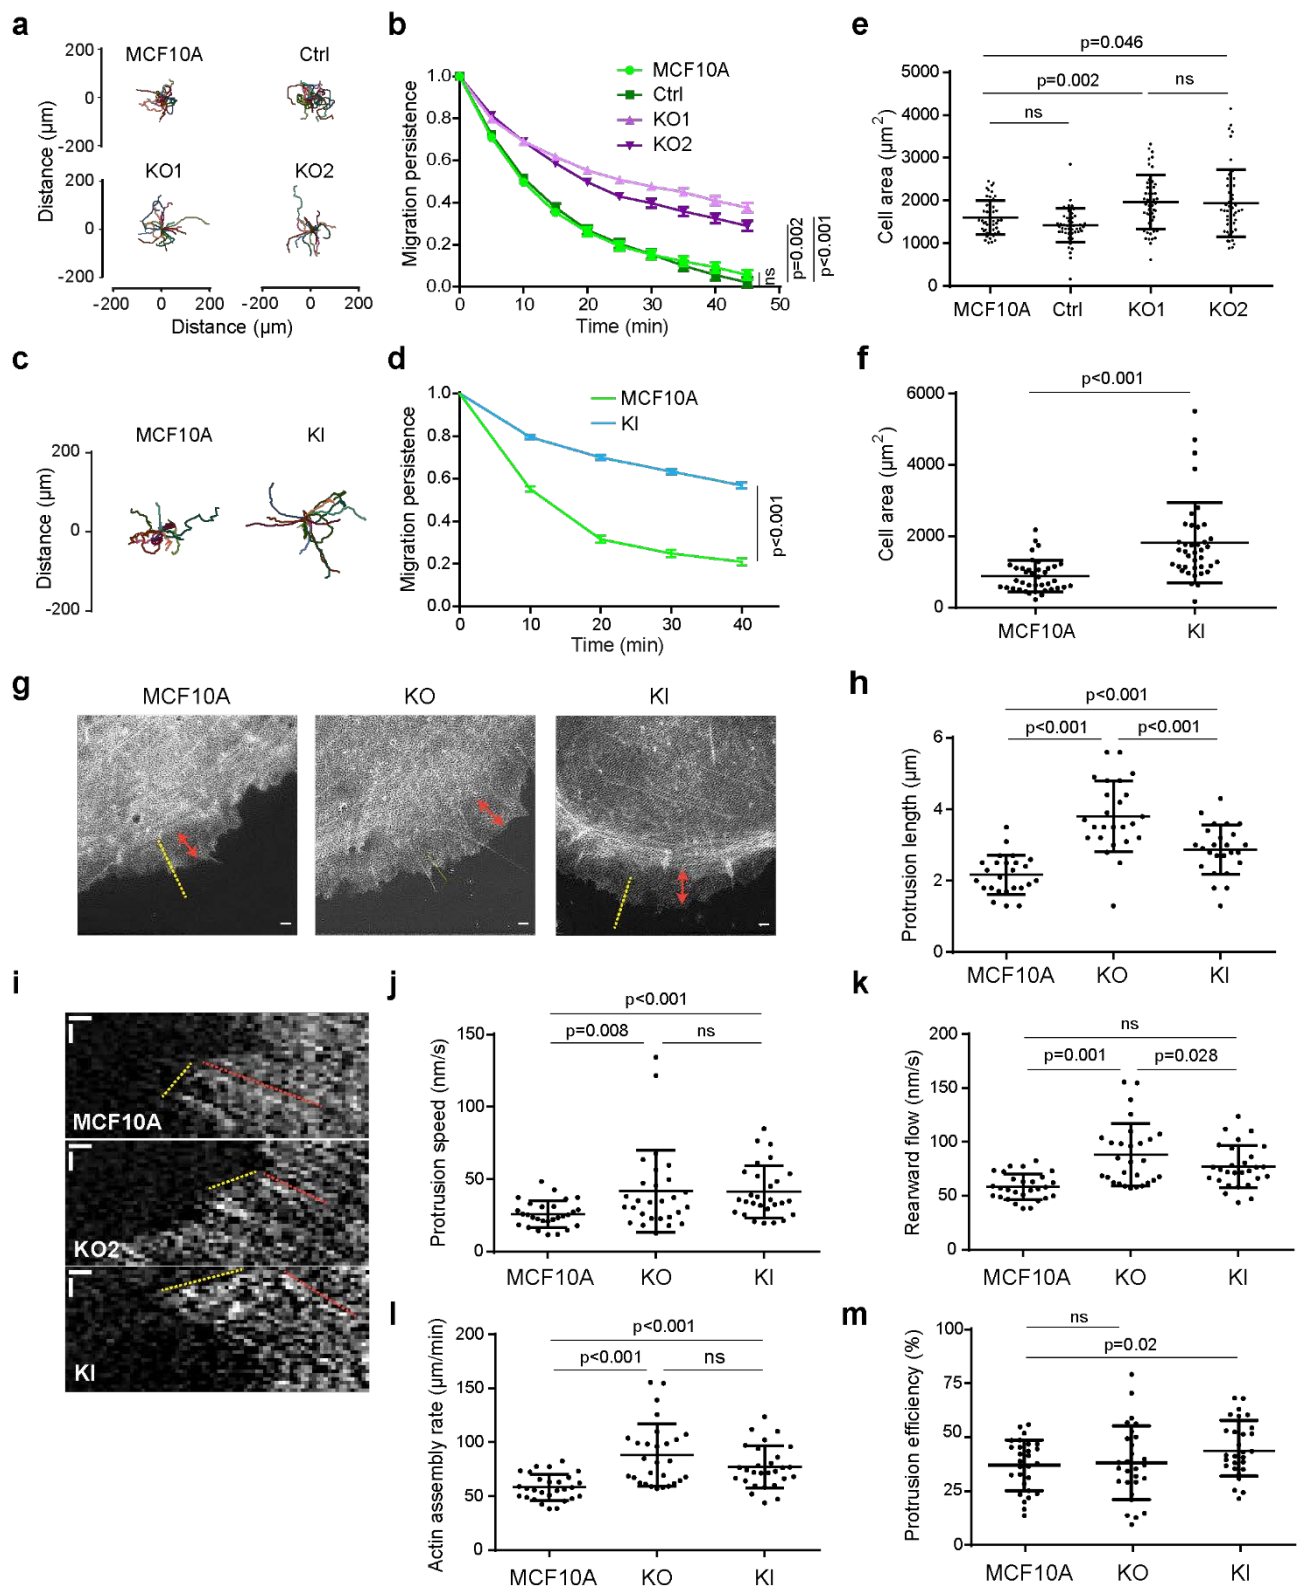 a
MCF10A
Ctrl
200
0
-200
Distance (µm)
KO1
KO2
200
0
-200
-200 0 200
-200 0 200
Distance (µm)
b
MCF10A
Ctrl
KO1
KO2
1.0
0.8
0.6
0.4
0.2
0.0
Migration persistence
0 10 20 30 40 50
Time (min)
ns
p=0.002
p<0.001
e
p=0.046
p=0.002
ns
ns
5000
4000
3000
2000
1000
0
Cell area (µm²)
MCF10A Ctrl KO1 KO2
c
MCF10A
KI
200
0
-200
Distance (µm)
d
MCF10A
KI
1.0
0.8
0.6
0.4
0.2
0.0
Migration persistence
0 10 20 30 40
Time (min)
p<0.001
f
p<0.001
6000
4000
2000
0
Cell area (µm²)
MCF10A KI
g
MCF10A
KO
KI
h
p<0.001
p<0.001
p<0.001
6
4
2
0
Protrusion length (µm)
MCF10A KO KI
i
MCF10A
KO2
KI
j
p<0.001
p=0.008
ns
150
100
50
0
Protrusion speed (nm/s)
MCF10A KO KI
k
ns
p=0.001
p=0.028
200
150
100
50
0
Rearward flow (nm/s)
MCF10A KO KI
l
p<0.001
p<0.001
ns
200
150
100
50
0
Actin assembly rate (µm/min)
MCF10A KO KI
m
ns
p=0.02
100
75
50
25
0
Protrusion efficiency (%)
MCF10A KO KI